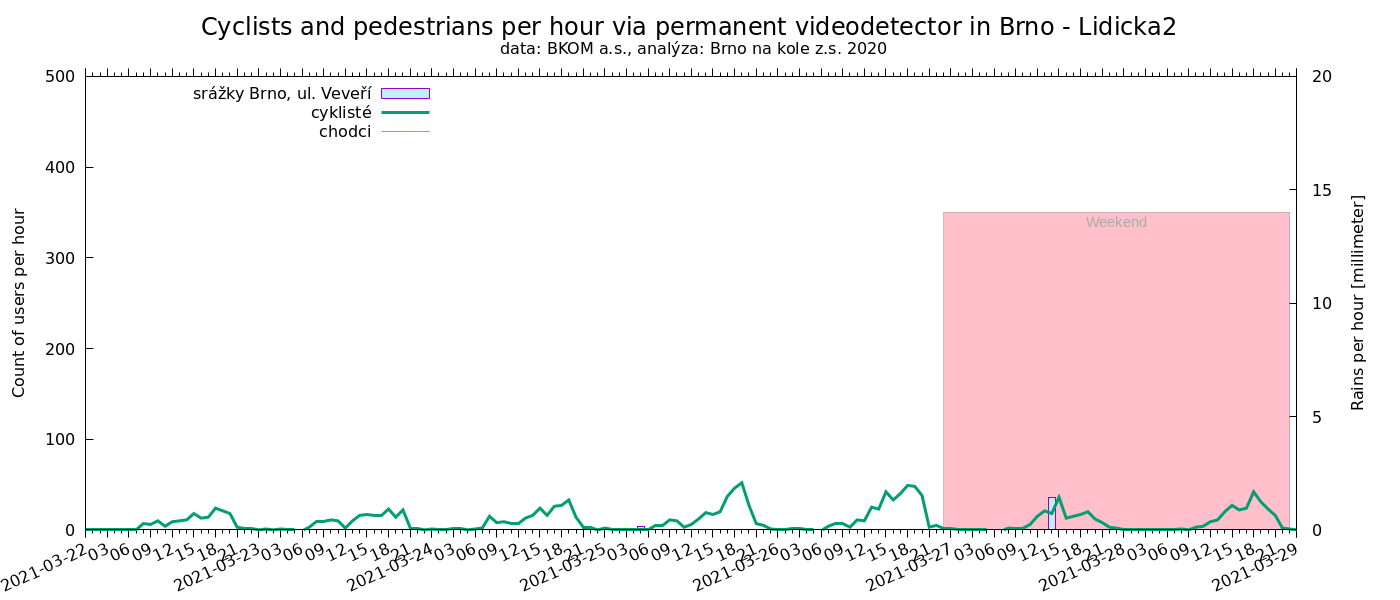 Cyclists and pedestrians per hour via permanent videodetector in Brno - Lidicka2
data: BKOM a.s., analýza: Brno na kole z.s. 2020
srážky Brno, ul. Veveří
cyklisté
chodci
Weekend
Count of users per hour
500
400
300
200
100
0
Rains per hour [millimeter]
20
15
10
5
0
2021-03-22 03 06 09 12 15 18 21 2021-03-23 03 06 09 12 15 18 21 2021-03-24 03 06 09 12 15 18 21 2021-03-25 03 06 09 12 15 18 21 2021-03-26 03 06 09 12 15 18 21 2021-03-27 03 06 09 12 15 18 21 2021-03-28 03 06 09 12 15 18 21 2021-03-29